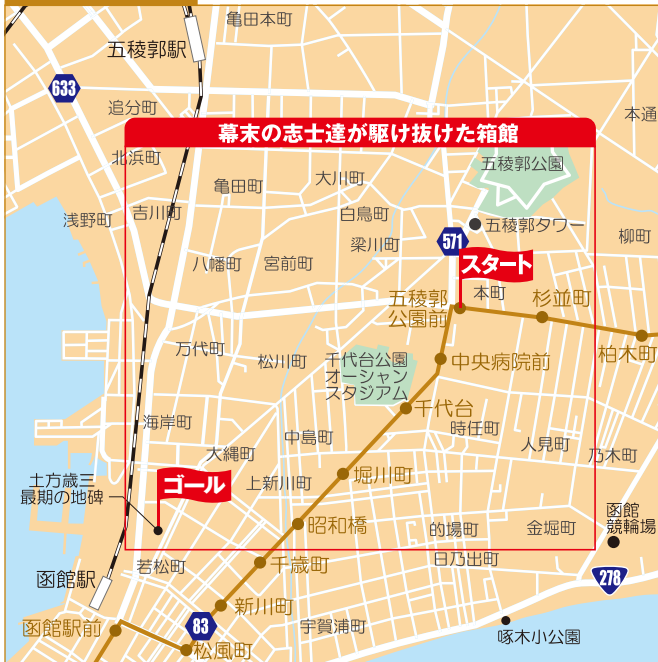 亀田本町
五稜郭駅
633
追分町
本通
幕末の志士達が駆け抜けた箱館
北浜町
五稜郭公園
大川町
亀田町
吉川町
白鳥町
浅野町
五稜郭タワー
柳町
梁川町
571
八幡町
宮前町
スタート
本町
五稜郭
公園前
杉並町
万代町
柏木町
松川町
千代台公園
オーシャン
スタジアム
中央病院前
千代台
海岸町
時任町
中島町
人見町
乃木町
大縄町
土方歳三
最期の地碑
ゴール
上新川町
堀川町
昭和橋
的場町
金堀町
函館
競輪場
日乃出町
千歳町
若松町
函館駅
278
新川町
83
宇賀浦町
函館駅前
啄木小公園
松風町